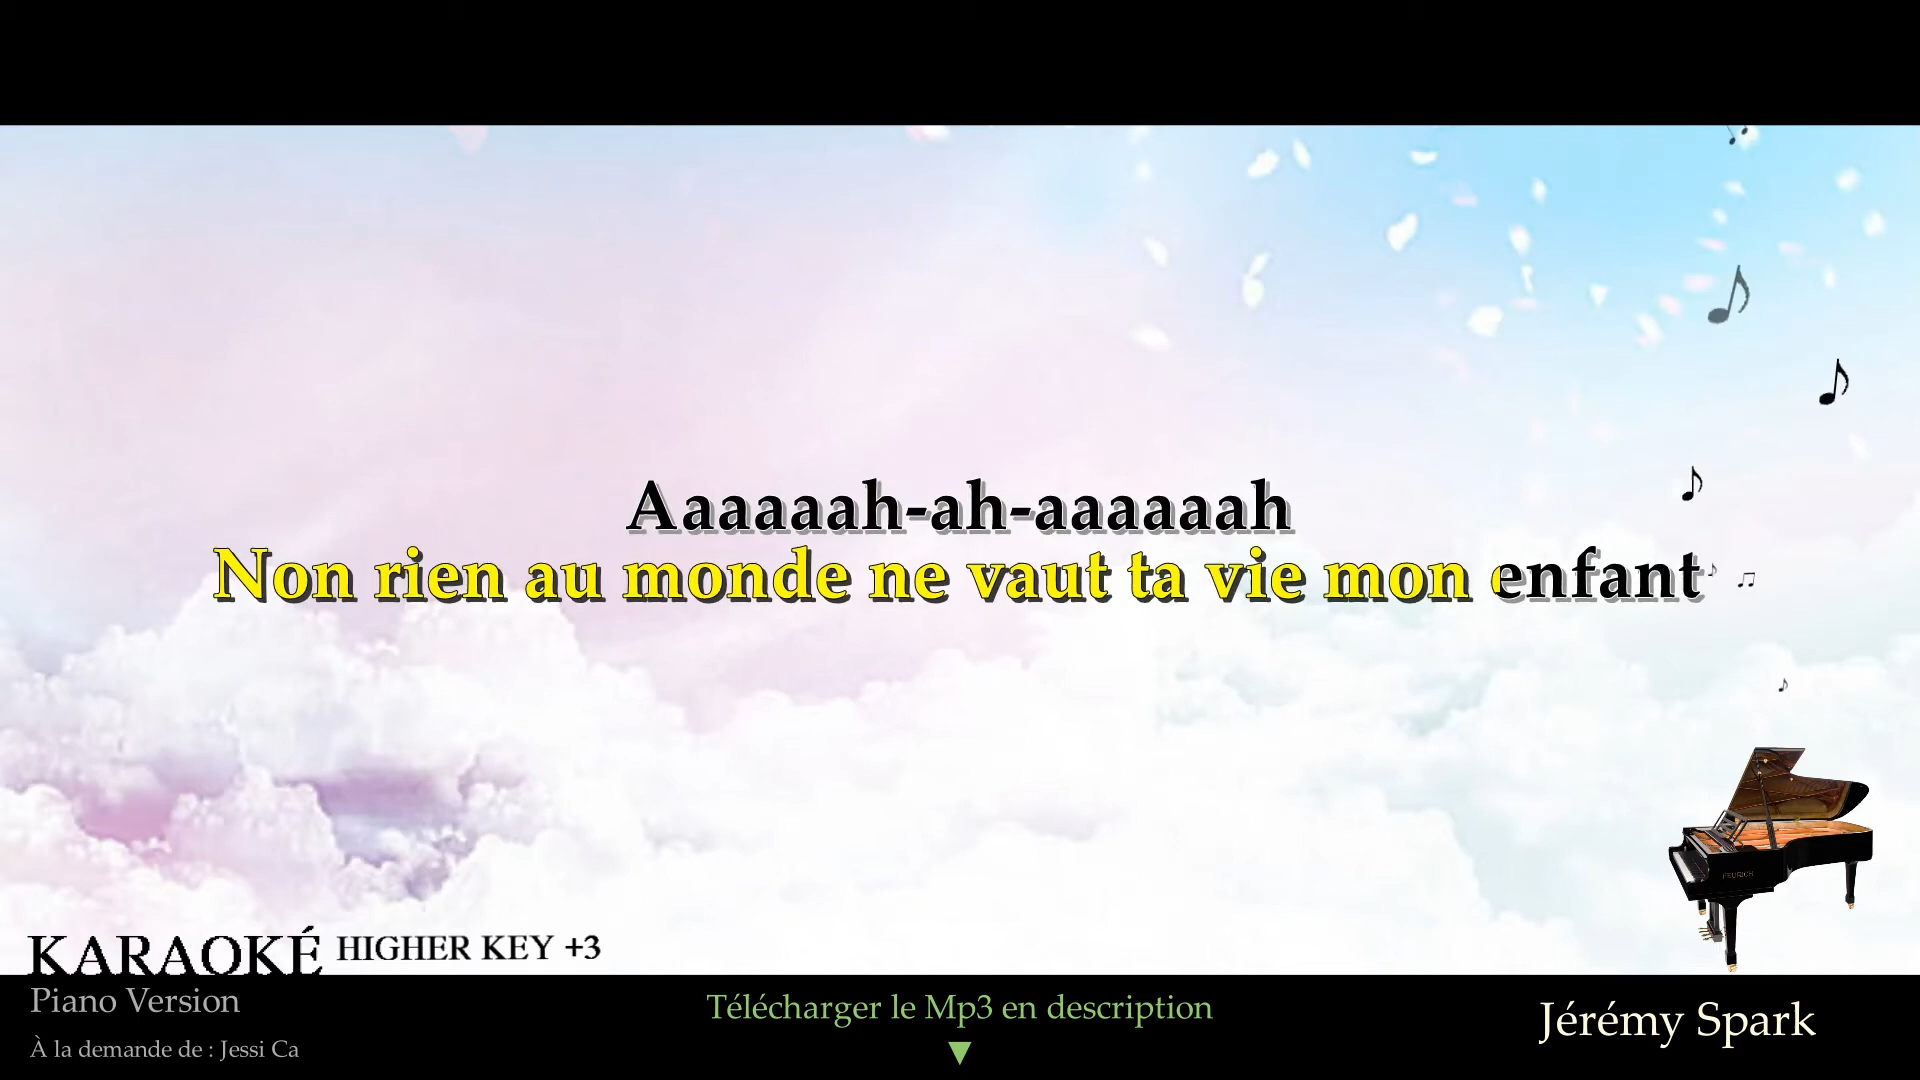 Aaaaaah-ah-aaaaaah
Non rien au monde ne vaut ta vie mon enfant
FEURICH
KARAOKÉ HIGHER KEY +3
Piano Version
À la demande de : Jessi Ca
Télécharger le Mp3 en description
Jérémy Spark